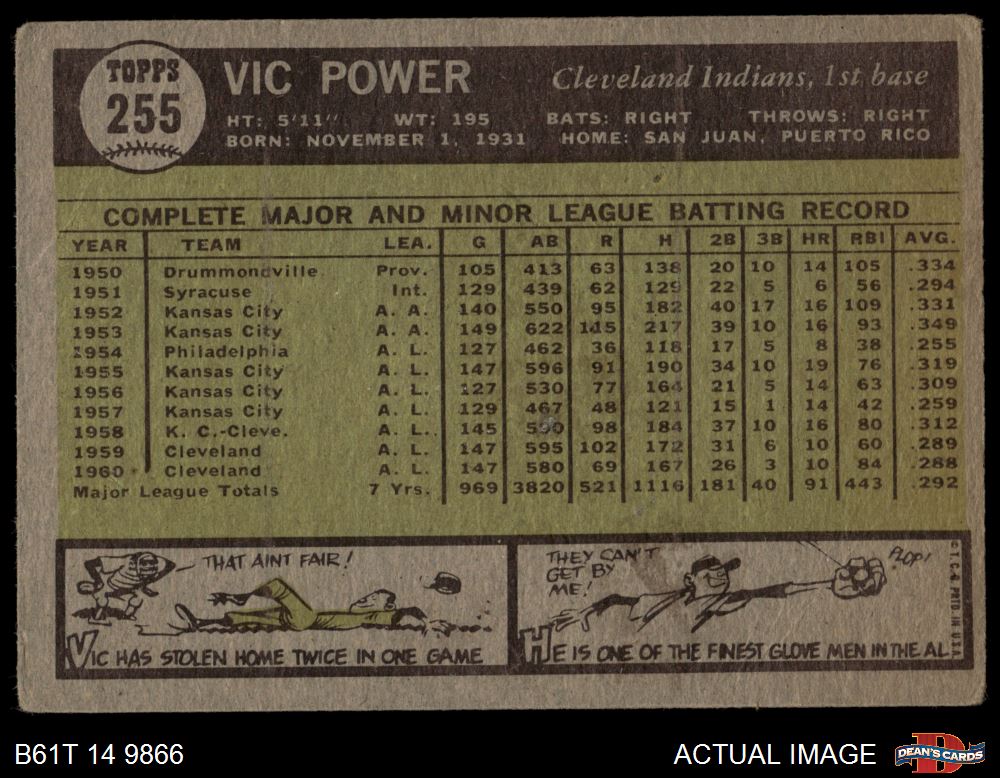 TOPPS
255
VIC POWER
Cleveland Indians, 1st base
HT: 5'11" WT: 195 BATS: RIGHT THROWS: RIGHT
BORN: NOVEMBER 1, 1931 HOME: SAN JUAN, PUERTO RICO
COMPLETE MAJOR AND MINOR LEAGUE BATTING RECORD
YEAR TEAM LEA. G AB R H 2B 3B HR RBI AVG.
1950 Drummondville Prov. 105 413 63 138 20 10 14 105 .334
1951 Syracuse Int. 129 439 62 129 22 5 6 56 .294
1952 Kansas City A. A. 140 550 95 182 40 17 16 109 .331
1953 Kansas City A. A. 149 622 115 217 39 10 16 93 .349
1954 Philadelphia A. L. 127 462 36 118 17 5 8 38 .255
1955 Kansas City A. L. 147 596 91 190 34 10 19 76 .319
1956 Kansas City A. L. 127 530 77 164 21 5 14 63 .309
1957 Kansas City A. L. 129 467 48 121 15 1 14 42 .259
1958 K. C.-Cleve. A. L. 145 590 98 184 37 10 16 80 .312
1959 Cleveland A. L. 147 595 102 172 31 6 10 60 .289
1960 Cleveland A. L. 147 580 69 167 26 3 10 84 .288
Major League Totals 7 Yrs. 969 3820 521 1116 181 40 91 443 .292
THAT AINT FAIR!
VIC HAS STOLEN HOME TWICE IN ONE GAME
THEY CAN'T
GET BY
ME!
PLOP!
HE IS ONE OF THE FINEST GLOVE MEN IN THE AL
© T.C.G. PRTD. IN U.S.A.
B61T 14 9866
ACTUAL IMAGE
DEAN'S CARDS